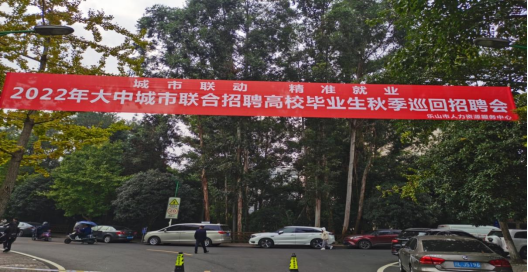 城市联动 精准就业
2022年大中城市联合招聘高校毕业生秋季巡回招聘会
乐山市人力资源服务中心